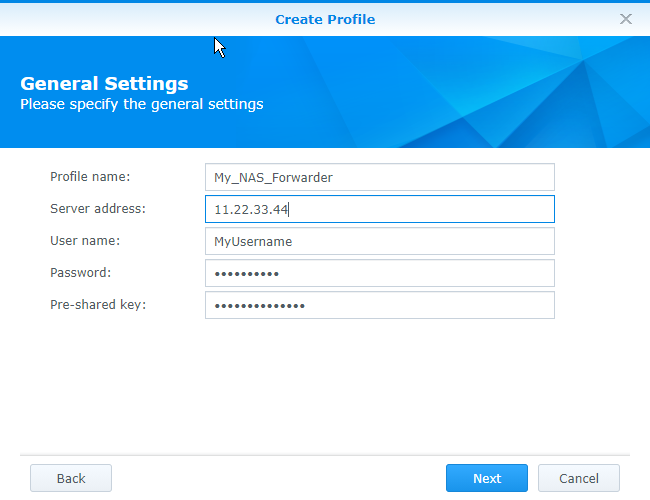 Create Profile
General Settings
Please specify the general settings
Profile name: My_NAS_Forwarder
Server address: 11.22.33.44
User name: MyUsername
Password: ••••••••••
Pre-shared key: ••••••••••••••
Back Next Cancel